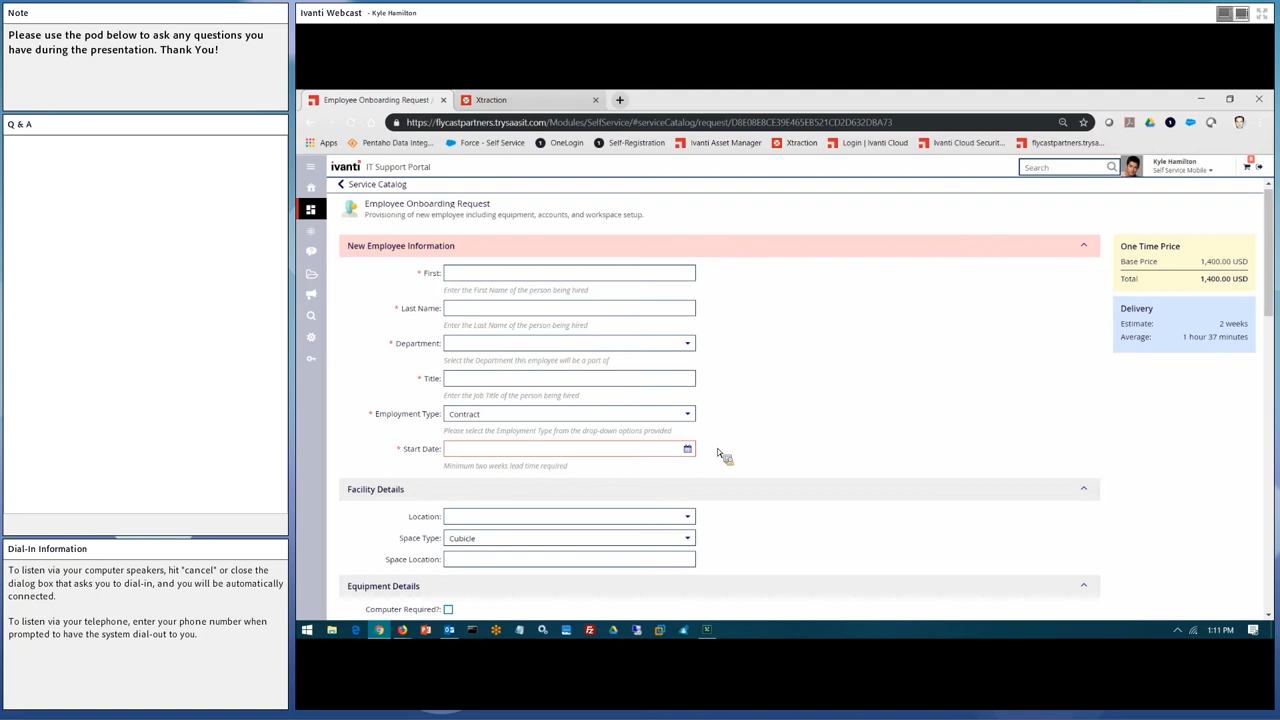 Note
Please use the pod below to ask any questions you
have during the presentation. Thank You!
Q & A
Dial-In Information
To listen via your computer speakers, hit "cancel" or close the
dialog box that asks you to dial-in, and you will be automatically
connected.
To listen via your telephone, enter your phone number when
prompted to have the system dial-out to you.
Ivanti Webcast - Kyle Hamilton
Employee Onboarding Request /
Xtraction
https://flycastpartners.trysaasit.com/Modules/SelfService/#serviceCatalog/request/D8E08E8CE39E465EB521CD2D632DBA73
Apps Pentaho Data Integ... Force - Self Service OneLogin Self-Registration Ivanti Asset Manager Xtraction Login | Ivanti Cloud Ivanti Cloud Securit... flycastpartners.trysa...
ivanti IT Support Portal
Search
Kyle Hamilton
Self Service Mobile
Service Catalog
Employee Onboarding Request
Provisioning of new employee including equipment, accounts, and workspace setup.
New Employee Information
* First:
Enter the First Name of the person being hired
* Last Name:
Enter the Last Name of the person being hired
* Department:
Select the Department this employee will be a part of
* Title:
Enter the job Title of the person being hired
* Employment Type: Contract
Please select the Employment Type from the drop-down options provided
* Start Date:
Minimum two weeks lead time required
Facility Details
Location:
Space Type: Cubicle
Space Location:
Equipment Details
Computer Required?:
One Time Price
Base Price 1,400.00 USD
Total 1,400.00 USD
Delivery
Estimate: 2 weeks
Average: 1 hour 37 minutes
1:11 PM